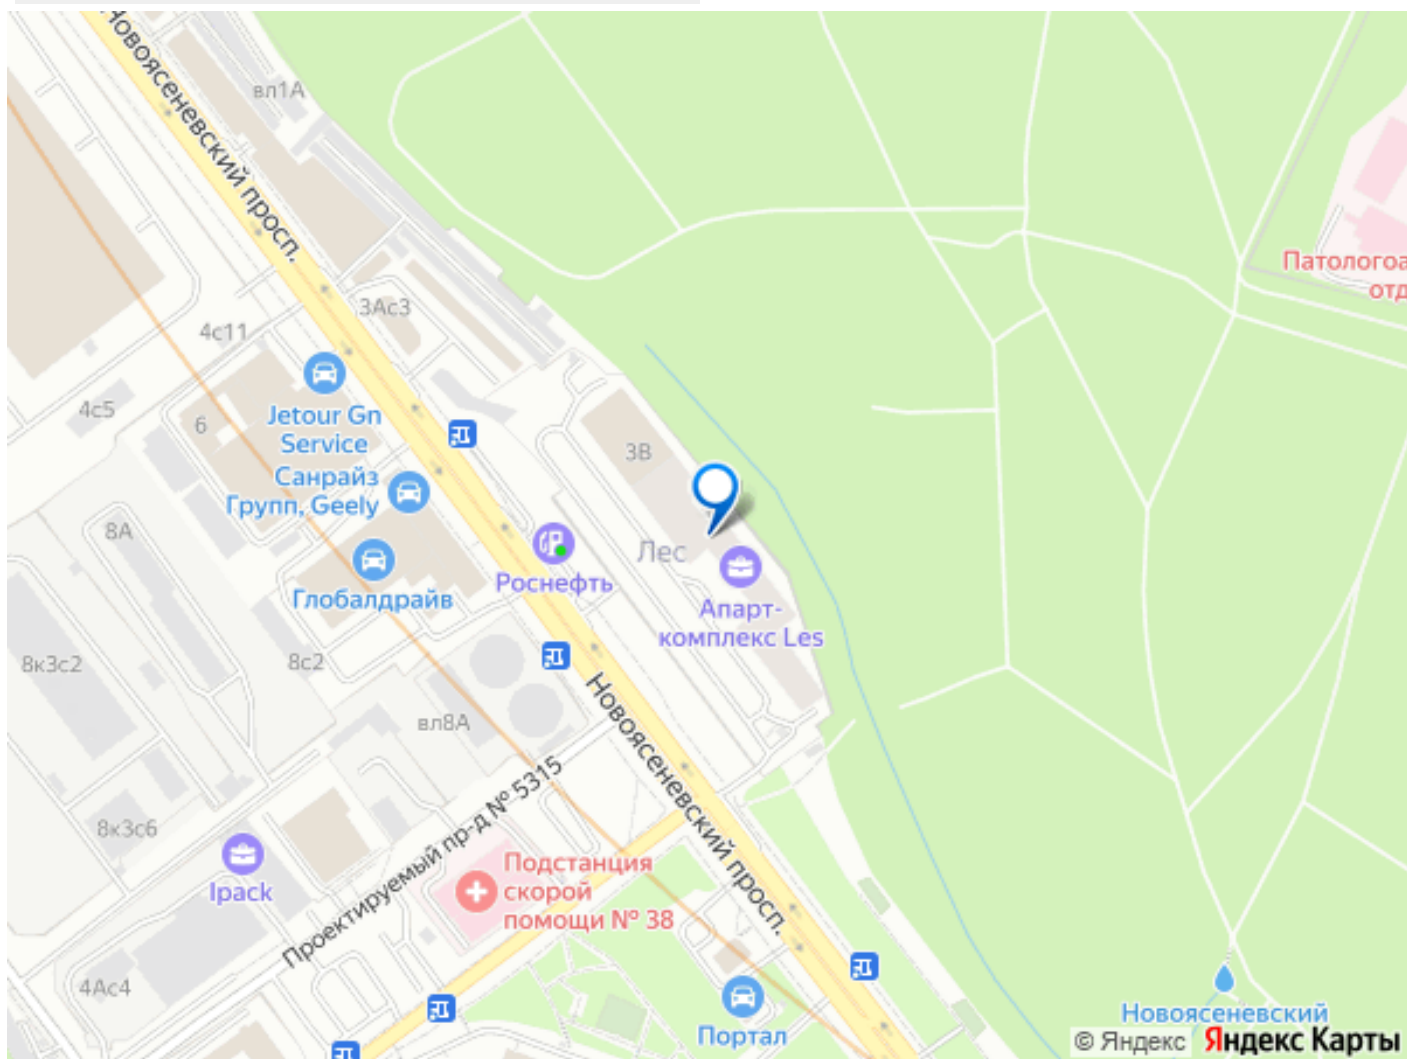 Новоясеневский просп.
вл1А
Патологоа
отд
3Ас3
4с11
4с5
6
Jetour Gn
Service
Санрайз
Групп, Geely
3В
8А
Лес
Роснефть
Глобалдрайв
Апарт-
комплекс Les
8к3с2
8с2
вл8А
Новоясеневский просп.
Проектируемый пр-д № 5315
8к3с6
Ipack
Подстанция
скорой
помощи № 38
4Ас4
Портал
Новоясеневский
© Яндекс Яндекс Карты